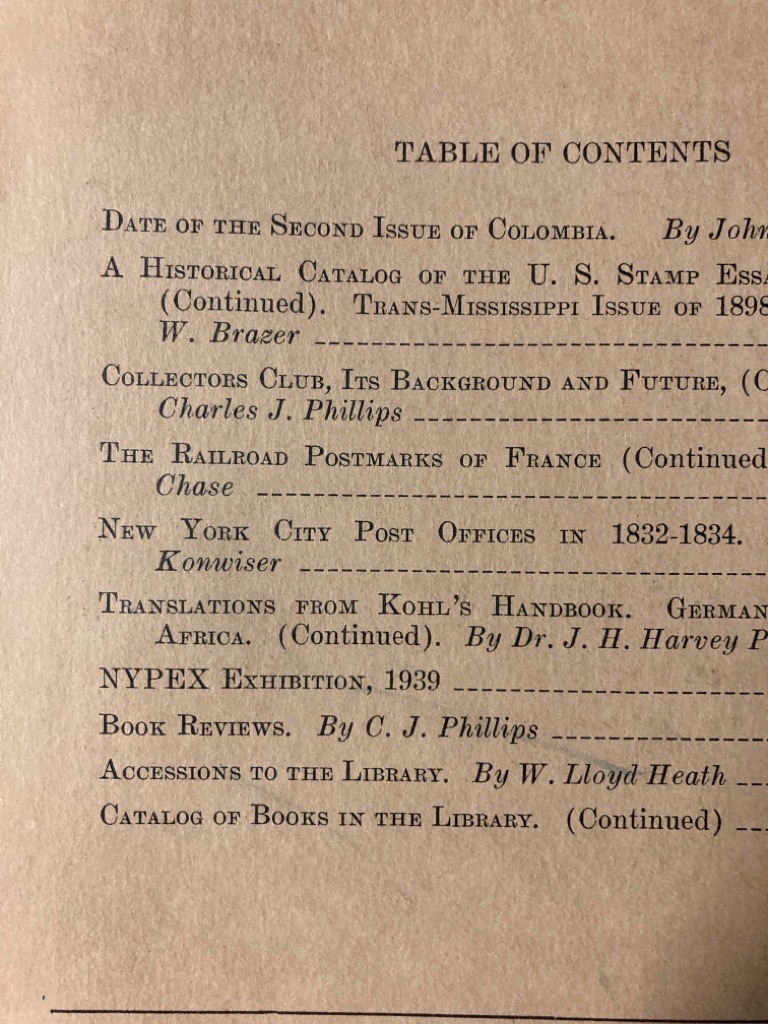 TABLE OF CONTENTS
DATE OF THE SECOND ISSUE OF COLOMBIA. By John
A HISTORICAL CATALOG OF THE U. S. STAMP
(Continued). TRANS-MISSISSIPPI ISSUE OF 1898
W. Brazer
COLLECTORS CLUB, ITS BACKGROUND AND FUTURE,
Charles J. Phillips
THE RAILROAD POSTMARKS OF FRANCE (Continued
Chase
NEW YORK CITY POST OFFICES IN 1832-1834.
Konwiser
TRANSLATIONS FROM KOHL'S HANDBOOK. GERMAN
AFRICA. (Continued). By Dr. J. H. Harvey
NYPEX EXHIBITION, 1939
BOOK REVIEWS. By C. J. Phillips
ACCESSIONS TO THE LIBRARY. By W. Lloyd Heath
CATALOG OF BOOKS IN THE LIBRARY. (Continued)